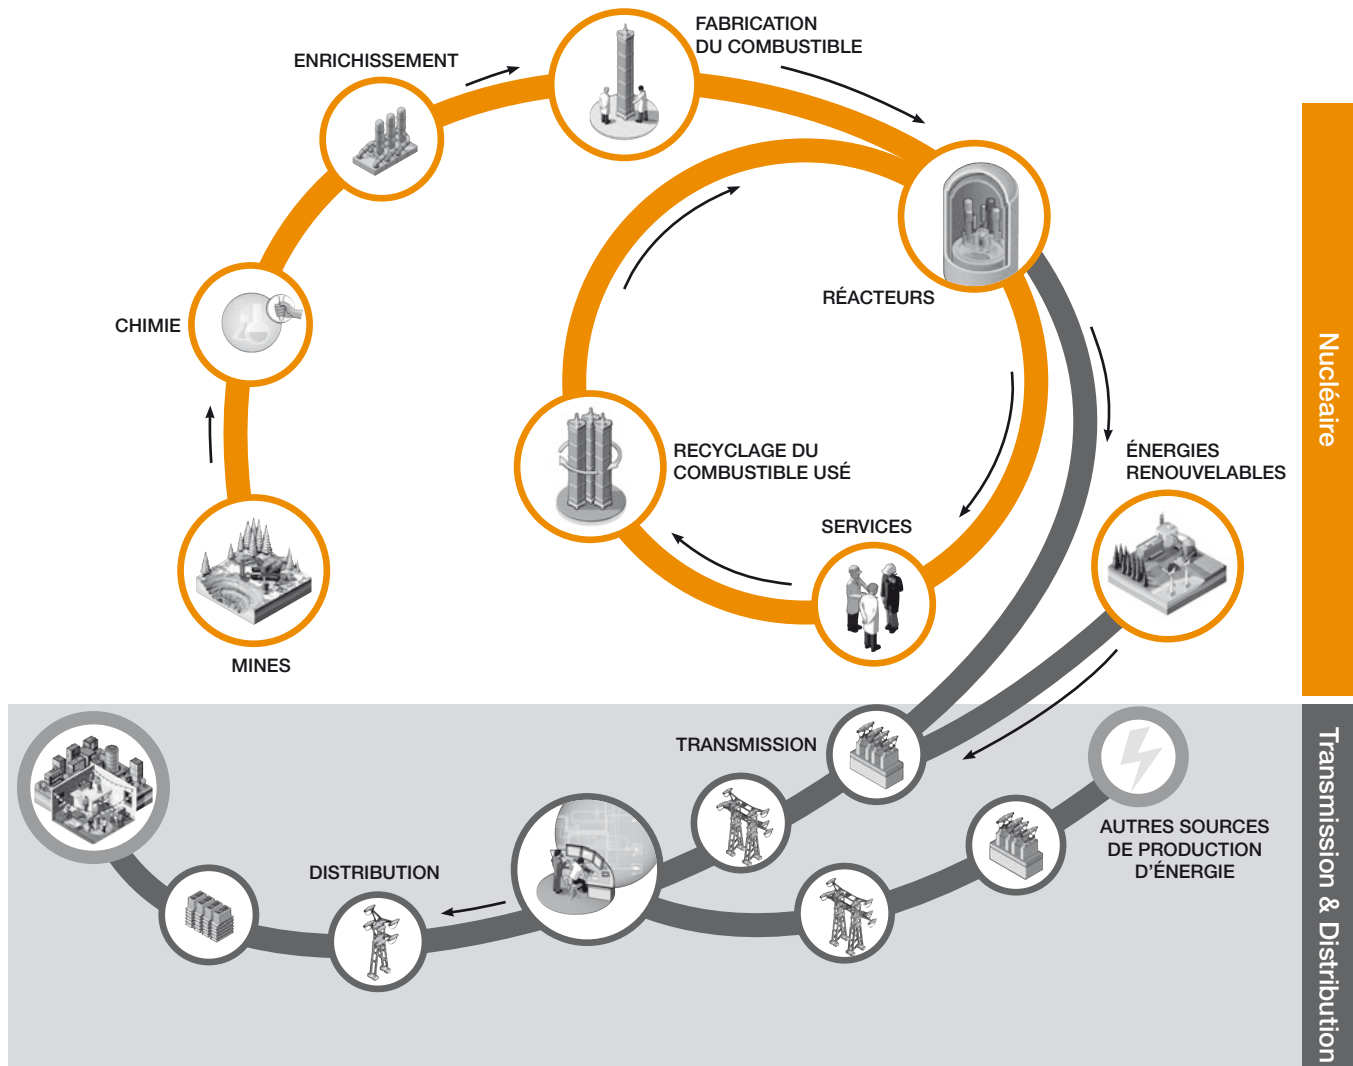 FABRICATION
DU COMBUSTIBLE
ENRICHISSEMENT
CHIMIE
RÉACTEURS
MINES
RECYCLAGE DU
COMBUSTIBLE USÉ
SERVICES
ÉNERGIES
RENOUVELABLES
Nucléaire
TRANSMISSION
DISTRIBUTION
AUTRES SOURCES
DE PRODUCTION
D’ÉNERGIE
Transmission & Distribution